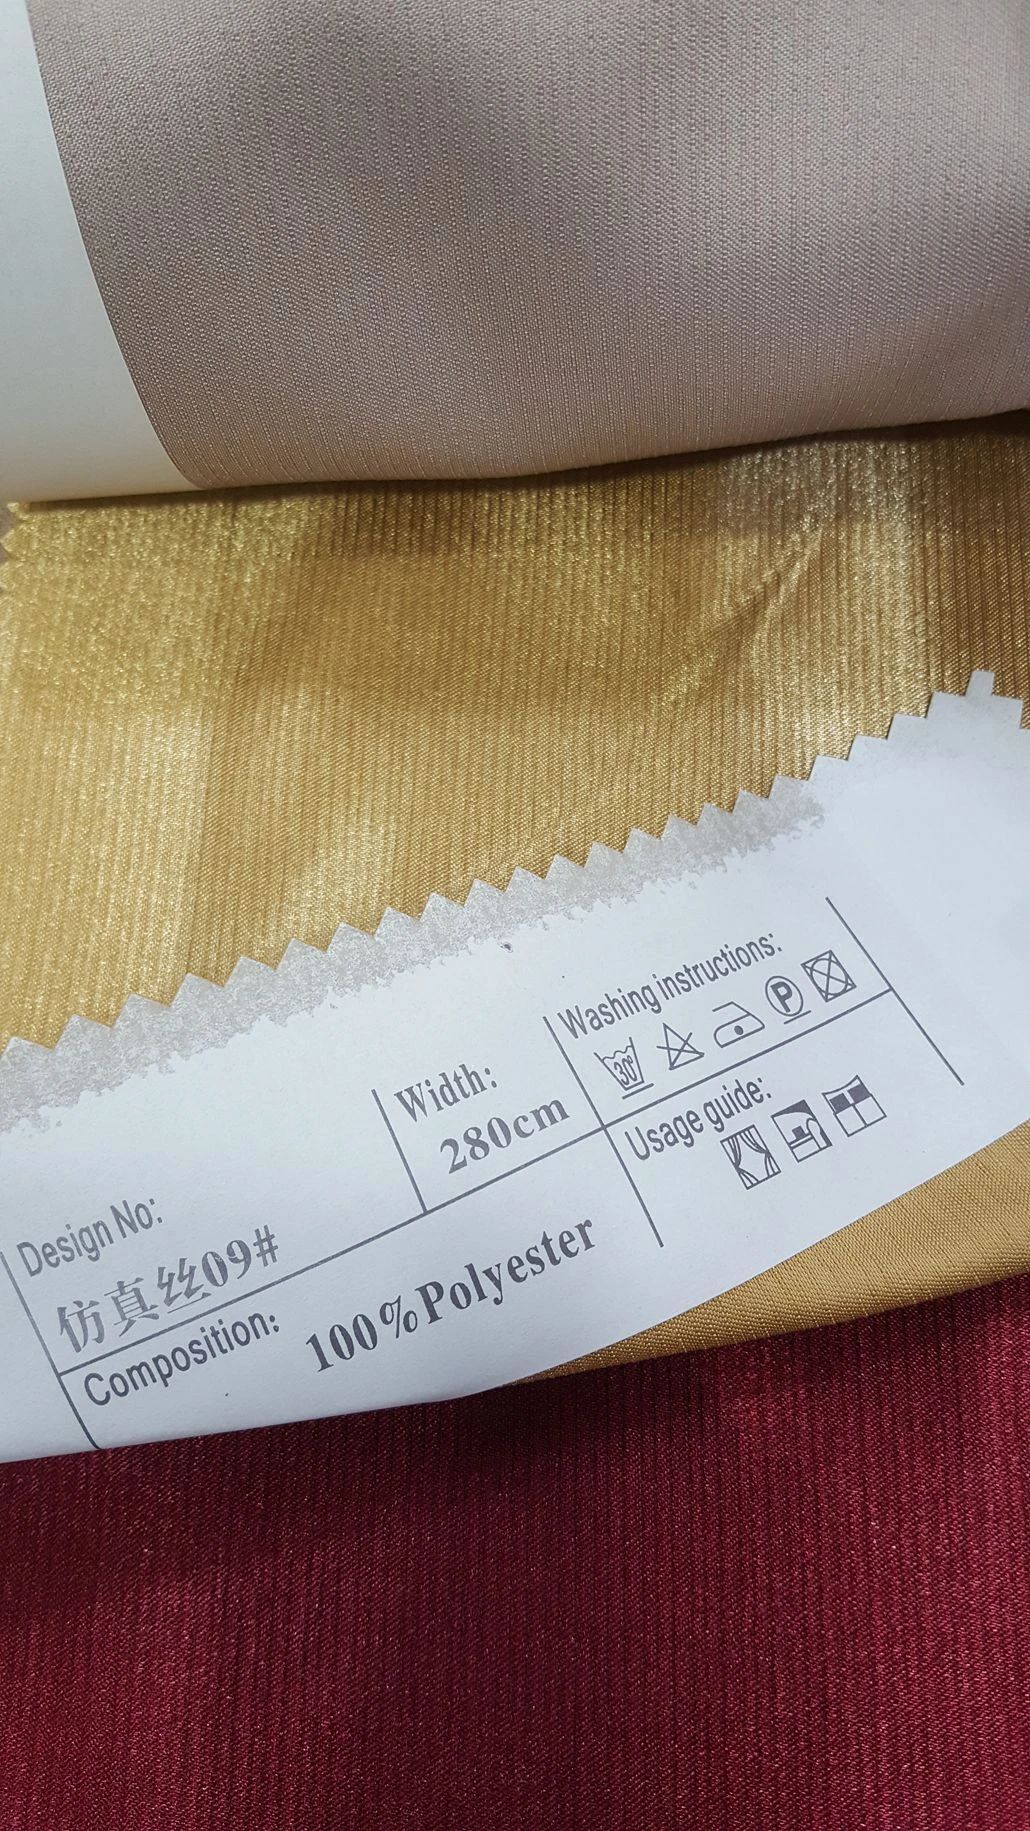 Design No:
仿真丝09#
Width:
280cm
Washing instructions:
30°
P
Composition:
100%Polyester
Usage guide: